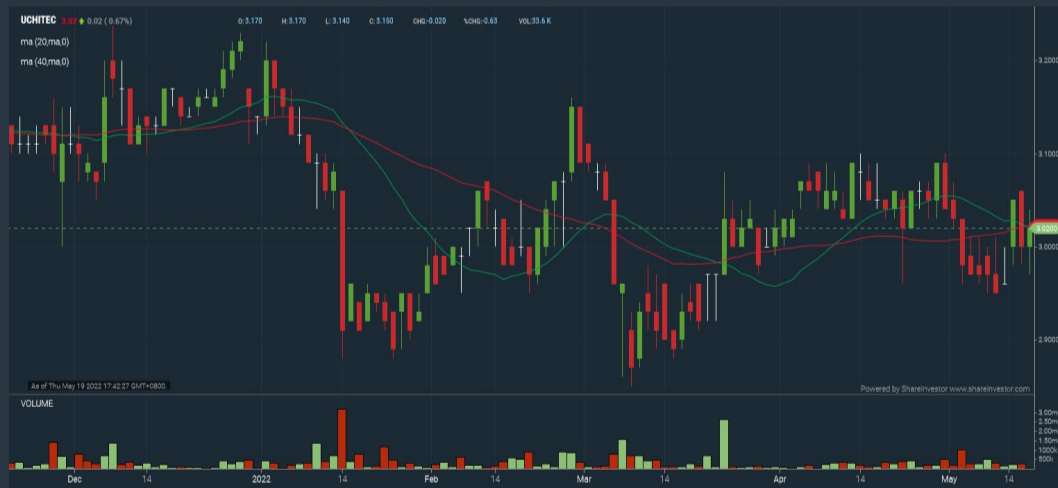 UCHITEC 3.02 0.02 ( 0.67%) O: 3.170 H: 3.170 L: 3.140 C: 3.150 CHG:-0.020 %CHG:-0.63 VOL:33.6 K
ma (20,ma,0)
ma (40,ma,0)
3.2000
3.1000
3.0200
3.0000
2.9000
As of Thu May 19 2022 17:42:27 GMT+0800. Powered by ShareInvestor www.shareinvestor.com
VOLUME
3.00m
2.50m
2.00m
1.50m
1000k
500k
Dec 14 2022 14 Feb 14 Mar 14 Apr 14 May 14